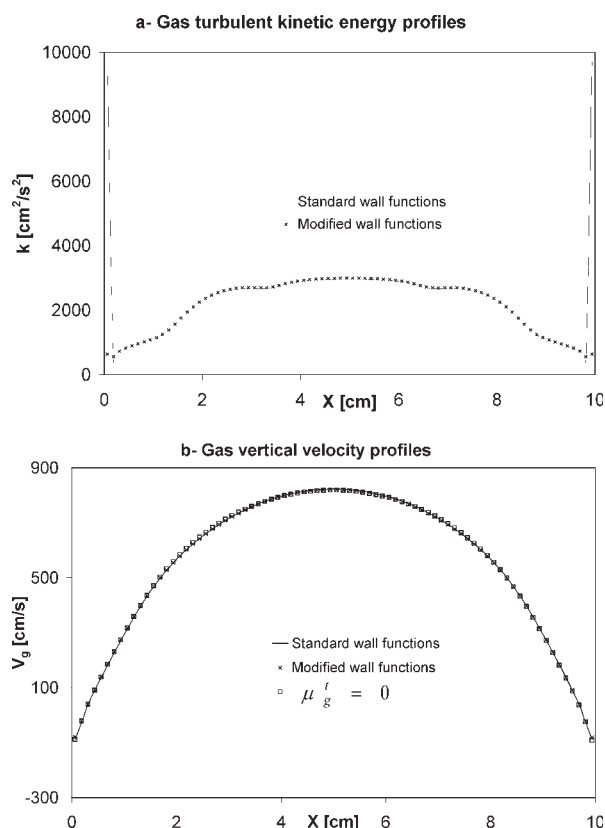 a- Gas turbulent kinetic energy profiles
10000
8000
6000
4000
2000
0
k [cm²/s²]
Standard wall functions
× Modified wall functions
0 2 4 6 8 10
X [cm]
b- Gas vertical velocity profiles
900
500
100
-300
Vg [cm/s]
Standard wall functions
× Modified wall functions
μ g t = 0
0 2 4 6 8 10
X [cm]